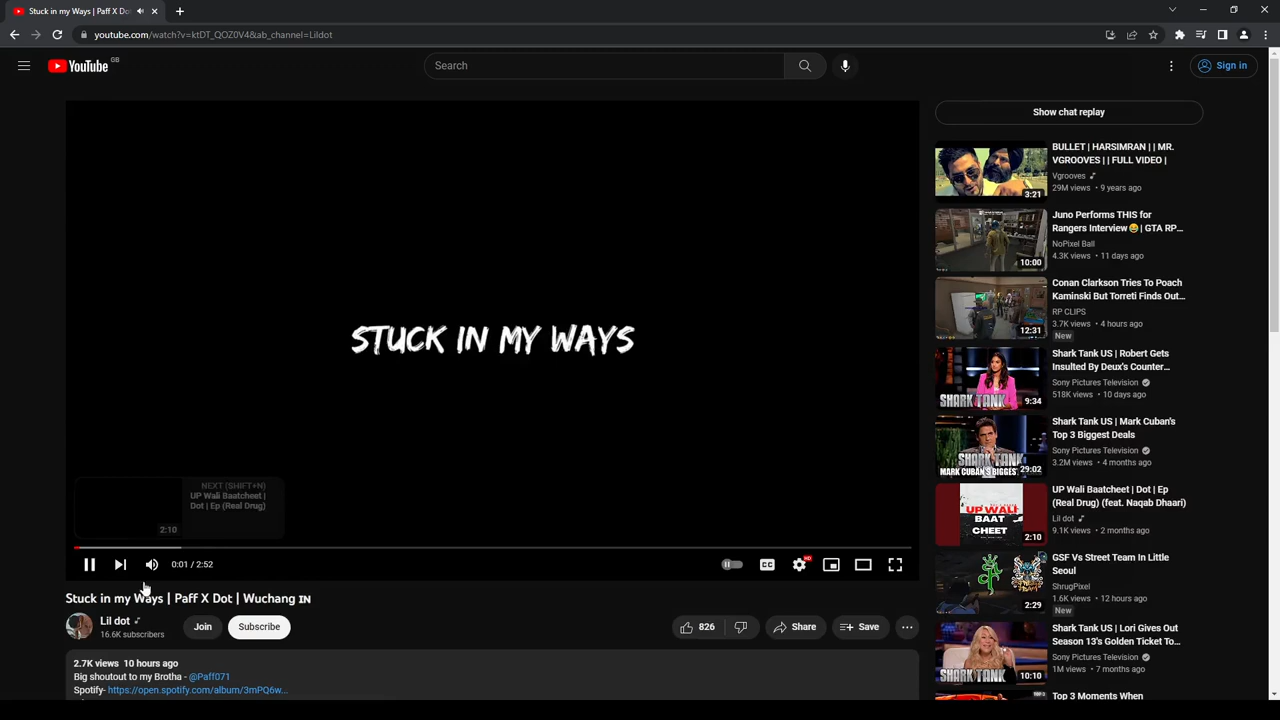 Stuck in my Ways | Paff X Do
youtube.com/watch?v=ktDT_QOZ0V4&ab_channel=Lildot
YouTube GB
Search
Sign in
STUCK IN MY WAYS
NEXT (SHIFT+N)
UP Wali Baatcheet |
Dot | Ep (Real Drug)
2:10
0:01 / 2:52
HD
Stuck in my Ways | Paff X Dot | Wuchang IN
Lil dot
16.6K subscribers
Join
Subscribe
826
Share
Save
2.7K views 10 hours ago
Big shoutout to my Brotha - @Paff071
Spotify- https://open.spotify.com/album/3mPQ6w...
Show chat replay
BULLET | HARSIMRAN | | MR.
VGROOVES | | FULL VIDEO |
Vgrooves
29M views • 9 years ago
3:21
Juno Performs THIS for
Rangers Interview😂 | GTA RP...
NoPixel Ball
4.3K views • 11 days ago
10:00
Conan Clarkson Tries To Poach
Kaminski But Torreti Finds Out...
RP CLIPS
3.7K views • 4 hours ago
New
12:31
Shark Tank US | Robert Gets
Insulted By Deux's Counter...
Sony Pictures Television
518K views • 10 days ago
SHARK TANK
9:34
Shark Tank US | Mark Cuban's
Top 3 Biggest Deals
Sony Pictures Television
3.2M views • 4 months ago
SHARK TANK
MARK CUBAN'S BIGGEST
29:02
UP Wali Baatcheet | Dot | Ep
(Real Drug) (feat. Naqab Dhaari)
Lil dot
9.1K views • 2 months ago
UP WALI
BAAT
CHEET
2:10
GSF Vs Street Team In Little
Seoul
ShrugPixel
1.6K views • 12 hours ago
New
2:29
Shark Tank US | Lori Gives Out
Season 13's Golden Ticket To...
Sony Pictures Television
1M views • 7 months ago
SHARK TANK
10:10
Top 3 Moments When